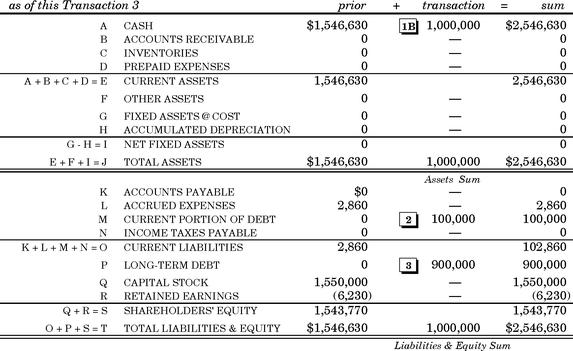 as of this Transaction 3 prior + transaction = sum
A CASH $1,546,630 1B 1,000,000 $2,546,630
B ACCOUNTS RECEIVABLE 0 — 0
C INVENTORIES 0 — 0
D PREPAID EXPENSES 0 — 0
A + B + C + D = E CURRENT ASSETS 1,546,630 2,546,630
F OTHER ASSETS 0 — 0
G FIXED ASSETS @ COST 0 — 0
H ACCUMULATED DEPRECIATION 0 — 0
G - H = I NET FIXED ASSETS 0 0
E + F + I = J TOTAL ASSETS $1,546,630 1,000,000 $2,546,630
Assets Sum
K ACCOUNTS PAYABLE $0 — 0
L ACCRUED EXPENSES 2,860 — 2,860
M CURRENT PORTION OF DEBT 0 2 100,000 100,000
N INCOME TAXES PAYABLE 0 — 0
K + L + M + N = O CURRENT LIABILITIES 2,860 102,860
P LONG-TERM DEBT 0 3 900,000 900,000
Q CAPITAL STOCK 1,550,000 — 1,550,000
R RETAINED EARNINGS (6,230) — (6,230)
Q + R = S SHAREHOLDERS' EQUITY 1,543,770 1,543,770
O + P + S = T TOTAL LIABILITIES & EQUITY $1,546,630 1,000,000 $2,546,630
Liabilities & Equity Sum